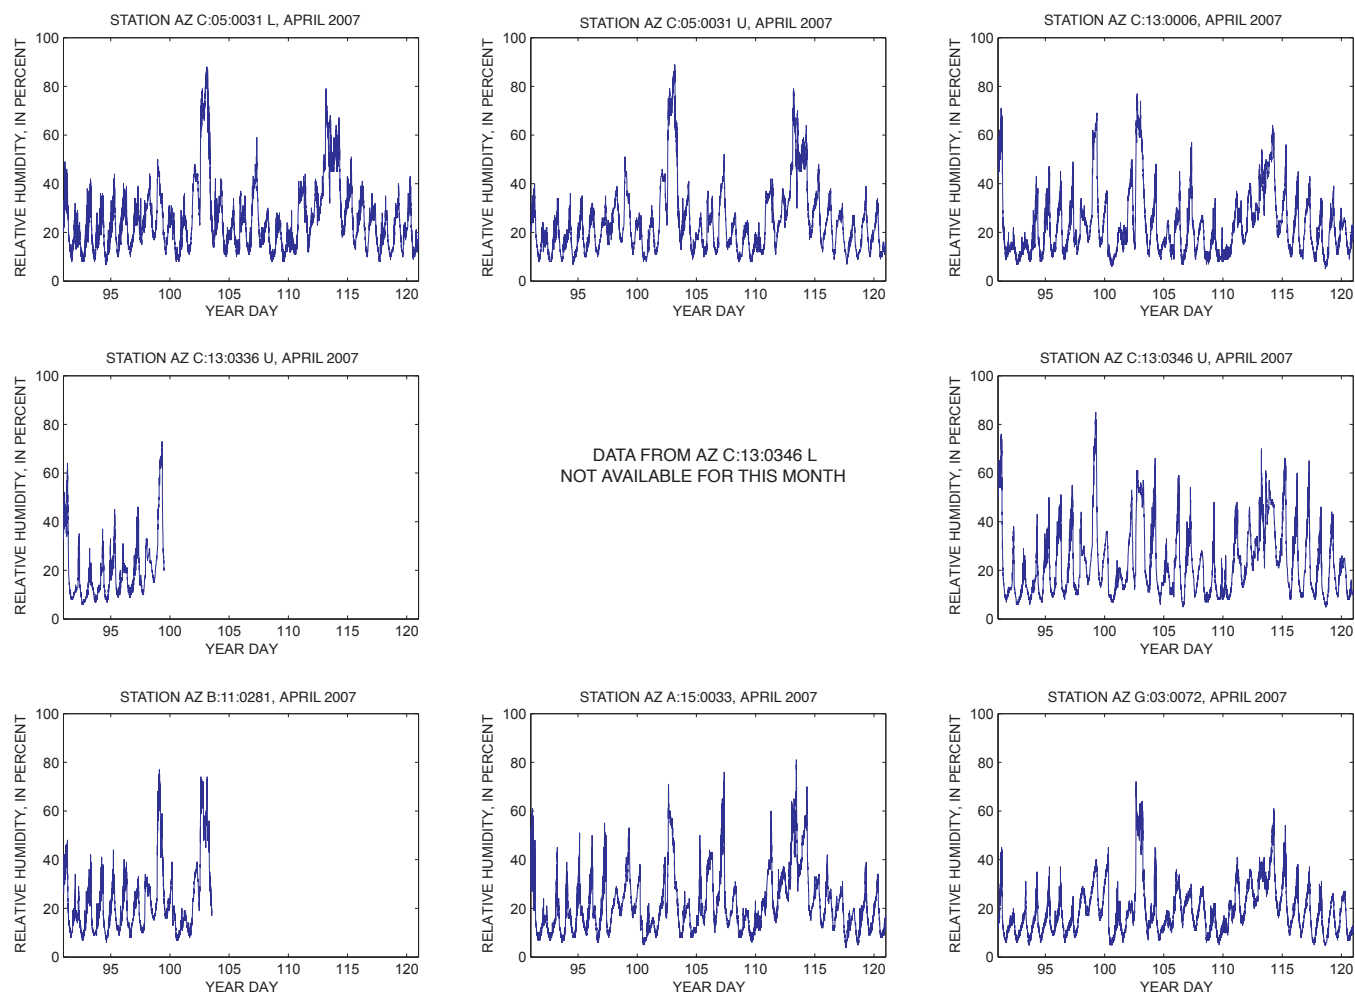 STATION AZ C:05:0031 L, APRIL 2007
RELATIVE HUMIDITY, IN PERCENT
100
80
60
40
20
0
95 100 105 110 115 120
YEAR DAY
STATION AZ C:05:0031 U, APRIL 2007
RELATIVE HUMIDITY, IN PERCENT
100
80
60
40
20
0
95 100 105 110 115 120
YEAR DAY
STATION AZ C:13:0006, APRIL 2007
RELATIVE HUMIDITY, IN PERCENT
100
80
60
40
20
0
95 100 105 110 115 120
YEAR DAY
STATION AZ C:13:0336 U, APRIL 2007
RELATIVE HUMIDITY, IN PERCENT
100
80
60
40
20
0
95 100 105 110 115 120
YEAR DAY
DATA FROM AZ C:13:0346 L
NOT AVAILABLE FOR THIS MONTH
STATION AZ C:13:0346 U, APRIL 2007
RELATIVE HUMIDITY, IN PERCENT
100
80
60
40
20
0
95 100 105 110 115 120
YEAR DAY
STATION AZ B:11:0281, APRIL 2007
RELATIVE HUMIDITY, IN PERCENT
100
80
60
40
20
0
95 100 105 110 115 120
YEAR DAY
STATION AZ A:15:0033, APRIL 2007
RELATIVE HUMIDITY, IN PERCENT
100
80
60
40
20
0
95 100 105 110 115 120
YEAR DAY
STATION AZ G:03:0072, APRIL 2007
RELATIVE HUMIDITY, IN PERCENT
100
80
60
40
20
0
95 100 105 110 115 120
YEAR DAY